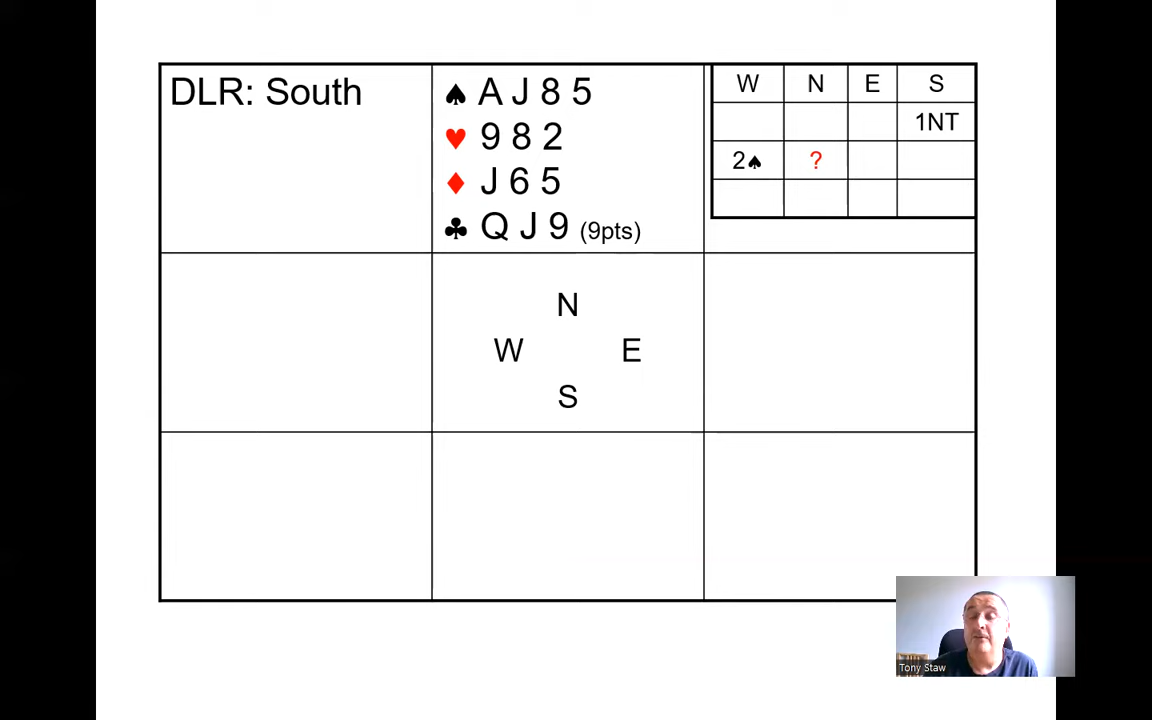 DLR: South
♠ A J 8 5
♥ 9 8 2
♦ J 6 5
♣ Q J 9 (9pts)
W N E S
1NT
2♠ ?
N
W E
S
Tony Staw